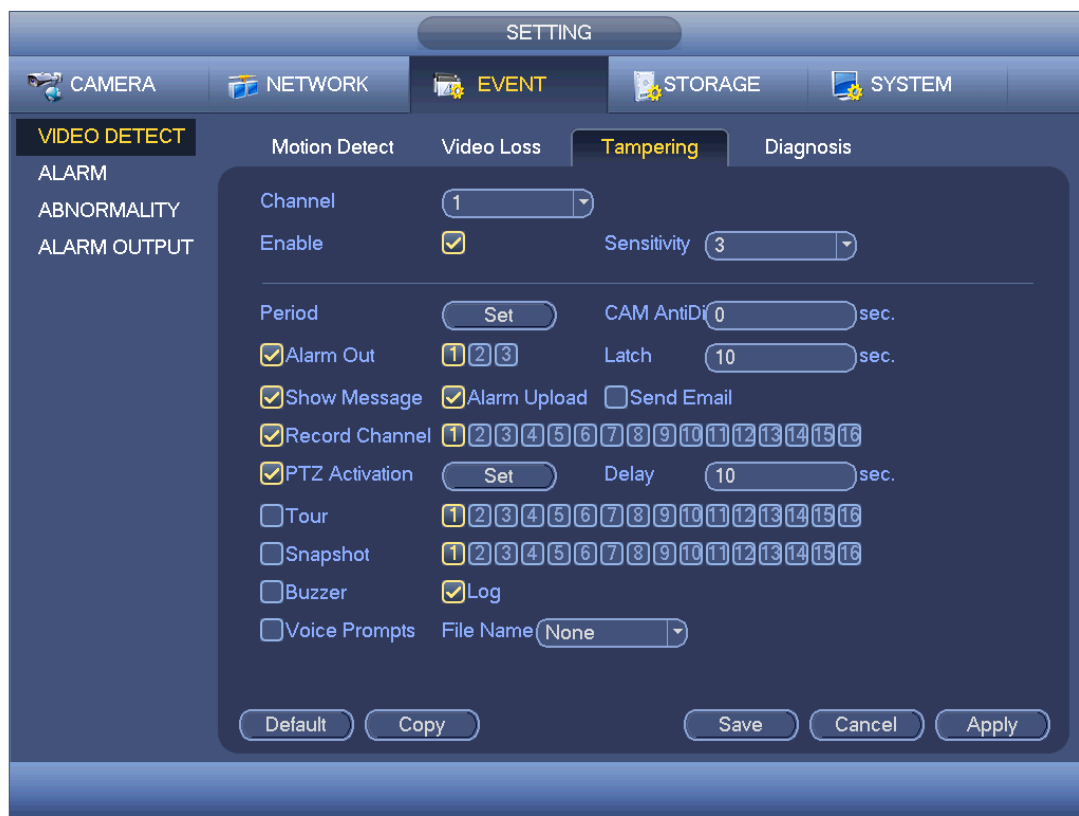 SETTING
CAMERA NETWORK EVENT STORAGE SYSTEM
VIDEO DETECT
ALARM
ABNORMALITY
ALARM OUTPUT
Motion Detect Video Loss Tampering Diagnosis
Channel 1
Enable Sensitivity 3
Period Set CAM AntiDi 0 sec.
Alarm Out 1 2 3 Latch 10 sec.
Show Message Alarm Upload Send Email
Record Channel 1 2 3 4 5 6 7 8 9 10 11 12 13 14 15 16
PTZ Activation Set Delay 10 sec.
Tour 1 2 3 4 5 6 7 8 9 10 11 12 13 14 15 16
Snapshot 1 2 3 4 5 6 7 8 9 10 11 12 13 14 15 16
Buzzer Log
Voice Prompts File Name None
Default Copy Save Cancel Apply